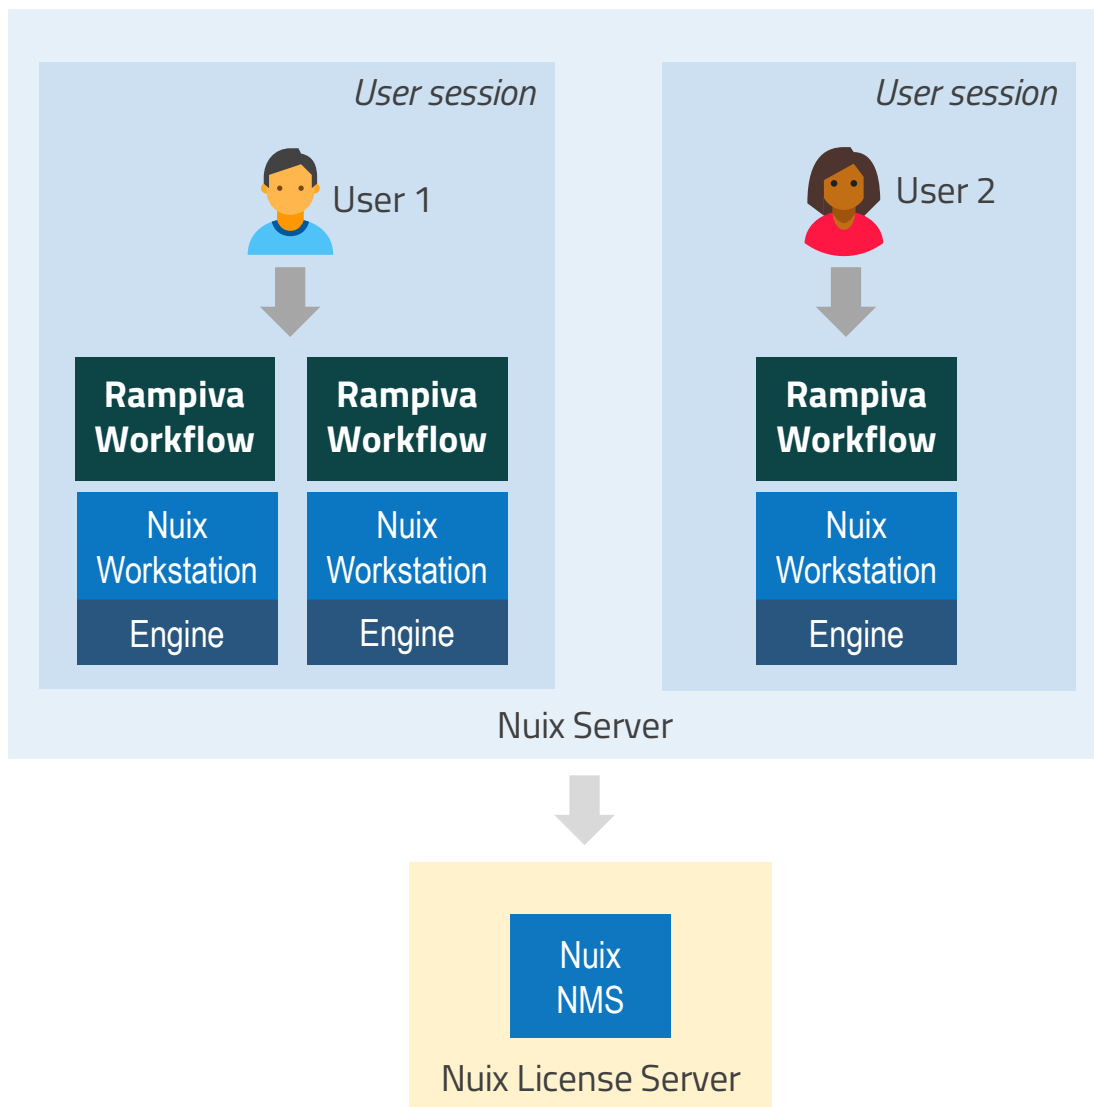 User session
User 1
Rampiva
Workflow
Nuix
Workstation
Engine
Rampiva
Workflow
Nuix
Workstation
Engine
User session
User 2
Rampiva
Workflow
Nuix
Workstation
Engine
Nuix Server
Nuix
NMS
Nuix License Server